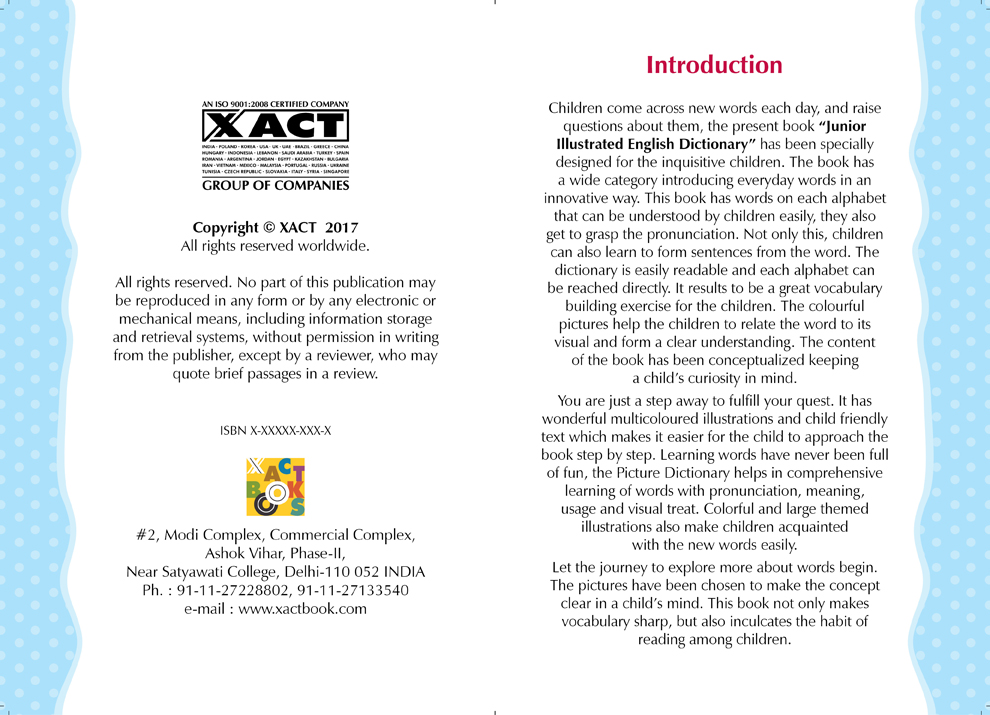 AN ISO 9001:2008 CERTIFIED COMPANY
XACT
INDIA • POLAND • KOREA • USA • UK • UAE • BRAZIL • GREECE • CHINA
HUNGARY • INDONESIA • LEBANON • SAUDI ARABIA • TURKEY • SPAIN
ROMANIA • ARGENTINA • JORDAN • EGYPT • KAZAKHSTAN • BULGARIA
IRAN • VIETNAM • MEXICO • MALAYSIA • PORTUGAL • RUSSIA • UKRAINE
TUNISIA • CZECH REPUBLIC • SLOVAKIA • ITALY • SYRIA • SINGAPORE
GROUP OF COMPANIES
Copyright © XACT 2017
All rights reserved worldwide.
All rights reserved. No part of this publication may
be reproduced in any form or by any electronic or
mechanical means, including information storage
and retrieval systems, without permission in writing
from the publisher, except by a reviewer, who may
quote brief passages in a review.
ISBN X-XXXXX-XXX-X
XACT
BOOKS
#2, Modi Complex, Commercial Complex,
Ashok Vihar, Phase-II,
Near Satyawati College, Delhi-110 052 INDIA
Ph. : 91-11-27228802, 91-11-27133540
e-mail : www.xactbook.com
Introduction
Children come across new words each day, and raise
questions about them, the present book “Junior
Illustrated English Dictionary” has been specially
designed for the inquisitive children. The book has
a wide category introducing everyday words in an
innovative way. This book has words on each alphabet
that can be understood by children easily, they also
get to grasp the pronunciation. Not only this, children
can also learn to form sentences from the word. The
dictionary is easily readable and each alphabet can
be reached directly. It results to be a great vocabulary
building exercise for the children. The colourful
pictures help the children to relate the word to its
visual and form a clear understanding. The content
of the book has been conceptualized keeping
a child’s curiosity in mind.
You are just a step away to fulfill your quest. It has
wonderful multicoloured illustrations and child friendly
text which makes it easier for the child to approach the
book step by step. Learning words have never been full
of fun, the Picture Dictionary helps in comprehensive
learning of words with pronunciation, meaning,
usage and visual treat. Colorful and large themed
illustrations also make children acquainted
with the new words easily.
Let the journey to explore more about words begin.
The pictures have been chosen to make the concept
clear in a child’s mind. This book not only makes
vocabulary sharp, but also inculcates the habit of
reading among children.